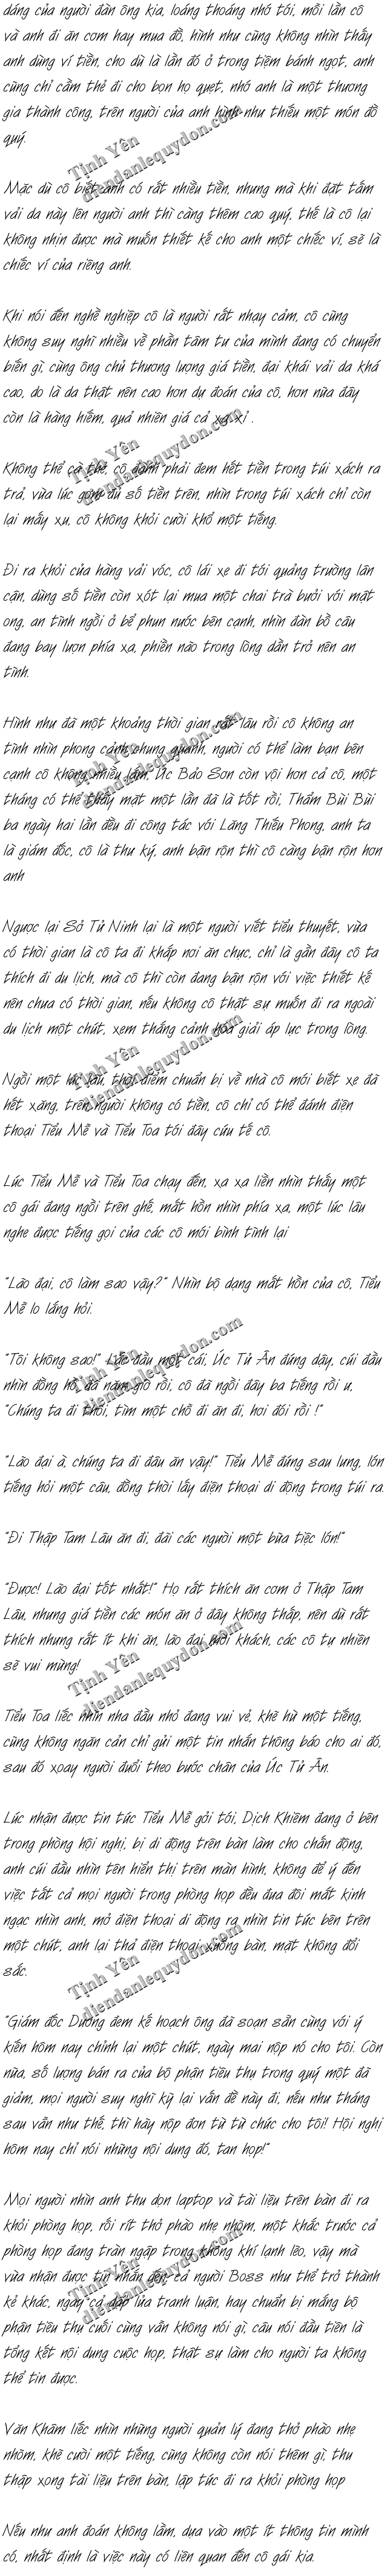 dáng của người đàn ông kia, loáng thoáng nhớ tới, mỗi lần cô
và anh đi ăn cơm hay mua đồ, hình như cũng không nhìn thấy
anh dùng ví tiền, cho dù là lần đó ở trong tiệm bánh ngọt, anh
cũng chỉ cầm thẻ đi cho bọn họ quẹt, nhớ anh là một thương
gia thành công, trên người của anh hình như thiếu một món đồ
quý.
Mặc dù cô biết anh có rất nhiều tiền, nhưng mà khi đặt tấm
vải da này lên người anh thì càng thêm cao quý, thế là cô lại
không nhịn được mà muốn thiết kế cho anh một chiếc ví, sẽ là
chiếc ví của riêng anh.
Khi nói đến nghề nghiệp cô là người rất nhạy cảm, cô cũng
không suy nghĩ nhiều về phần tâm tư của mình đang có chuyển
biến gì, cùng ông chủ thương lượng giá tiền, đại khái vải da khá
cao, do là da thật nên cao hơn dự đoán của cô, hơn nữa đây
còn là hàng hiếm, quả nhiên giá cả xa xỉ .
Không thể cò thể, cô đành phải đem hết tiền trong túi xách ra
trả, vừa lúc gom đủ số tiền trên, nhìn trong túi xách chỉ còn
lại mấy xu, cô không khỏi cười khổ một tiếng.
Đi ra khỏi cửa hàng vải vóc, cô lái xe đi tới quảng trường lân
cận, dùng số tiền còn xót lại mua một chai trà bưởi với mật
ong, an tĩnh ngồi ở bể phun nước bên cạnh, nhìn đàn bồ câu
đang bay lượn phía xa, phiền não trong lòng dần trở nên an
tĩnh.
Hình như đã một khoảng thời gian rất lâu rồi cô không an
tĩnh nhìn phong cảnh chung quanh, người có thể làm bạn bên
cạnh cô không nhiều lắm, Úc Bảo Sơn còn vội hơn cả cô, một
tháng có thể thấy mặt một lần đã là tốt rồi, Thẩm Bùi Bùi
ba ngày hai lần đều đi công tác với Lăng Thiếu Phong, anh ta
là giám đốc, cô là thư ký, anh bận rộn thì cô càng bận rộn hơn
anh
Ngược lại Sở Tử Ninh lại là một người viết tiểu thuyết, vừa
có thời gian là cô ta đi khắp nơi ăn chực, chỉ là gần đây cô ta
thích đi du lịch, mà cô thì còn đang bận rộn với việc thiết kế
nên chưa có thời gian, nếu không cô thật sự muốn đi ra ngoài
du lịch một chút, xem thắng cảnh hòa giải áp lực trong lòng.
Ngồi một lúc lâu, thời điểm chuẩn bị về nhà cô mới biết xe đã
hết xăng, trên người không có tiền, cô chỉ có thể đánh điện
thoại Tiểu Mễ và Tiểu Toa tới đây cứu tế cô.
Lúc Tiểu Mễ và Tiểu Toa chạy đến, xa xa liền nhìn thấy một
cô gái đang ngồi trên ghế, mất hồn nhìn phía xa, một lúc lâu
nghe được tiếng gọi của các cô mới bình tĩnh lại
"Lão đại, cô làm sao vậy?" Nhìn bộ dạng mất hồn của cô, Tiểu
Mễ lo lắng hỏi.
"Tôi không sao!" Lắc đầu một cái, Úc Tử Ân đứng dậy, cúi đầu
nhìn đồng hồ, đã năm giờ rồi, cô đã ngồi đây ba tiếng rồi ư,
"Chúng ta đi thôi, tìm một chỗ đi ăn đi, hơi đói rồi !"
"Lão đại à, chúng ta đi đâu ăn vậy!" Tiểu Mễ đứng sau lưng, lớn
tiếng hỏi một câu, đồng thời lấy điện thoại di động trong túi ra.
"Đi Thập Tam Lâu ăn đi, đãi các người một bữa tiệc lớn!"
"Được! Lão đại tốt nhất!" Họ rất thích ăn cơm ở Thập Tam
Lâu, nhưng giá tiền các món ăn ở đây không thấp, nên dù rất
thích nhưng rất ít khi ăn, lão đại mời khách, các cô tự nhiên
sẽ vui mừng!
Tiểu Toa liếc nhìn nha đầu nhỏ đang vui vẻ, khẽ hừ một tiếng,
cũng không ngăn cản chỉ gửi một tin nhắn thông báo cho ai đó,
sau đó xoay người đuổi theo bước chân của Úc Tử Ân.
Lúc nhận được tin tức Tiểu Mễ gởi tới, Dịch Khiêm đang ở bên
trong phòng hội nghị, bị di động trên bàn làm cho chấn động,
anh cúi đầu nhìn tên hiển thị trên màn hình, không để ý đến
việc tất cả mọi người trong phòng họp đều đưa đôi mắt kinh
ngạc nhìn anh, mở điện thoại di động ra nhìn tin tức bên trên
một chút, anh lại thả điện thoại xuống bàn, mặt không đổi
sắc.
"Giám đốc Dương đem kế hoạch ông đã soạn sẵn cùng với ý
kiến hôm nay chỉnh lại một chút, ngày mai nộp nó cho tôi. Còn
nữa, số lượng bán ra của bộ phận tiêu thụ trong quý một đã
giảm, mọi người suy nghĩ kỹ lại vấn đề này đi, nếu như tháng
sau vẫn như thế, thì hãy nộp đơn từ từ chức cho tôi! Hội nghị
hôm nay chỉ nói những nội dung đó, tan họp!"
Mọi người nhìn anh thu dọn laptop và tài liệu trên bàn đi ra
khỏi phòng họp, rối rít thở phào nhẹ nhõm, một khắc trước cả
phòng họp đang tràn ngập trong không khí lạnh lẽo, vậy mà
vừa nhận được tin nhắn đến, cả người Boss như thể trở thành
kẻ khác, ngay cả dập lửa tranh luận, hay chuẩn bị mắng bộ
phận tiêu thụ cuối cùng vẫn không nói gì, câu nói đầu tiên là
tổng kết nội dung cuộc họp, thật sự làm cho người ta không
thể tin được.
Văn Khâm liếc nhìn những người quản lý đang thở phào nhẹ
nhõm, khẽ cười một tiếng, cũng không còn nói thêm gì, thu
thập xong tài liệu trên bàn, lập tức đi ra khỏi phòng họp
Nếu như anh đoán không lầm, dựa vào một ít thông tin mình
có, nhất định là việc này có liên quan đến cô gái kia.
Tịnh Yên
diendanlequydon.com
Tịnh Yên
diendanlequydon.com
Tịnh Yên
diendanlequydon.com
Tịnh Yên
diendanlequydon.com
Tịnh Yên
diendanlequydon.com
Tịnh Yên
diendanlequydon.com
Tịnh Yên
diendanlequydon.com
Tịnh Yên
diendanlequydon.com